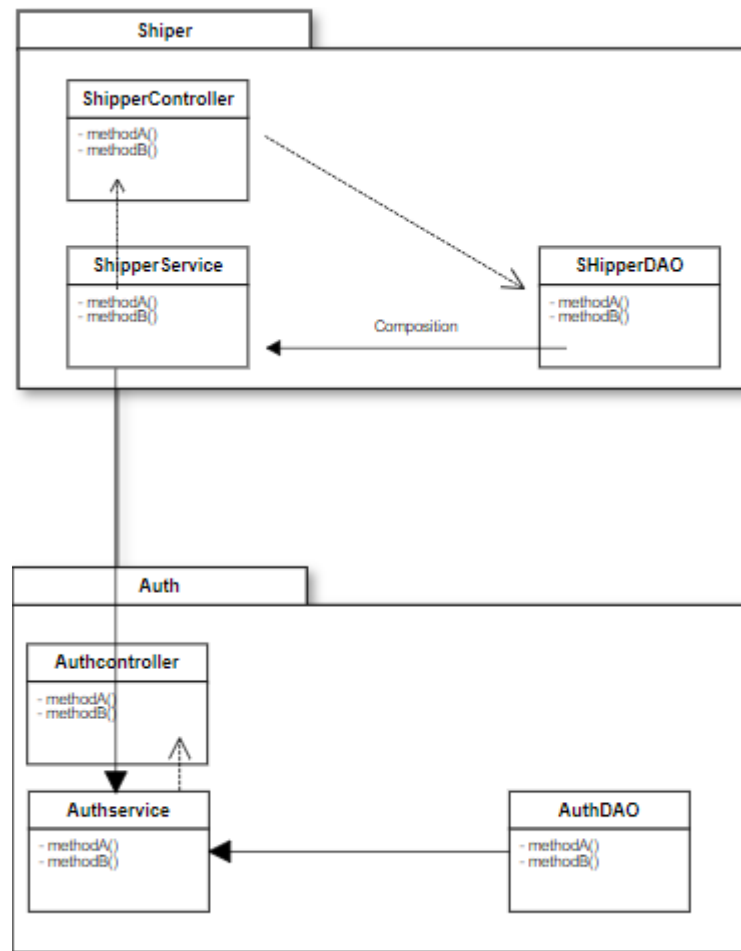 Shiper
ShipperController
- methodA()
- methodB()
ShipperService
- methodA()
- methodB()
SHipperDAO
- methodA()
- methodB()
Composition
Auth
Authcontroller
- methodA()
- methodB()
Authservice
- methodA()
- methodB()
AuthDAO
- methodA()
- methodB()